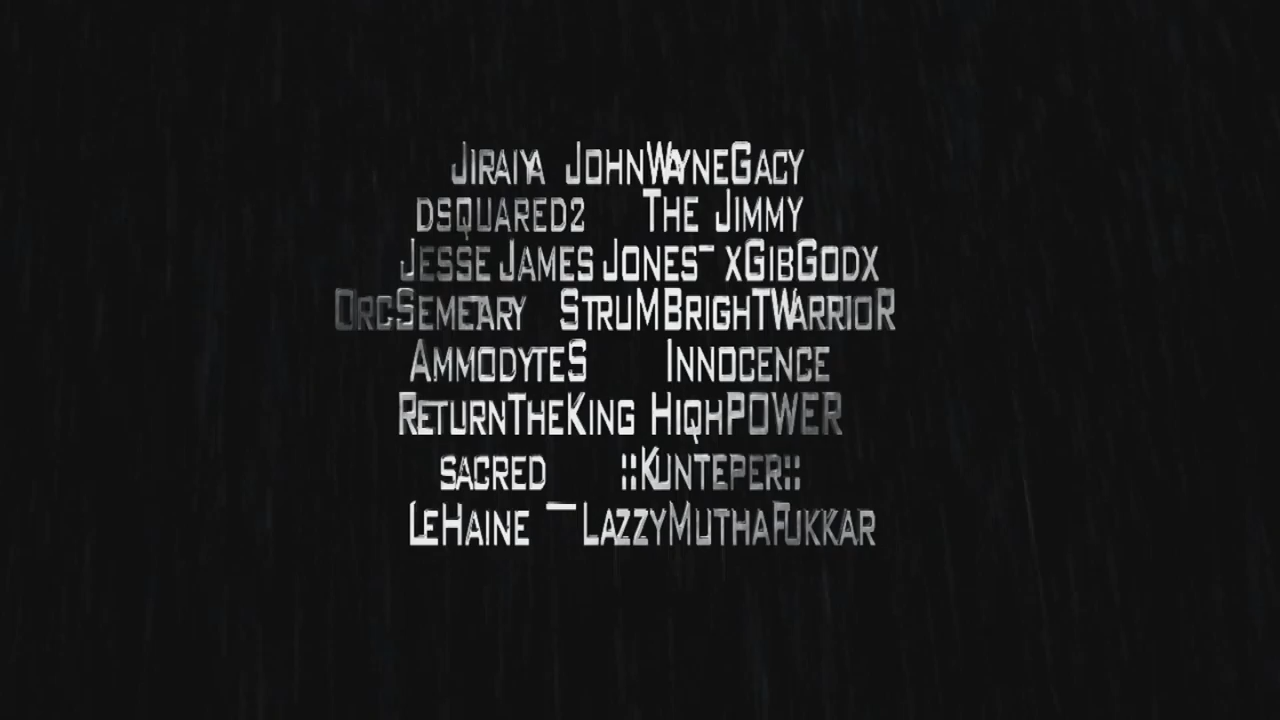 Jiraiya JohnWayneGacy
dsquared2 The Jimmy
Jesse James Jones¯ xGibGodx
OrcSemetary StruMBrighTWarrioR
AmmodyteS Innocence
ReturnTheKing HiqhPOWER
sacred ::Kunteper::
LeHaine ¯LazzyMuthaFukkar